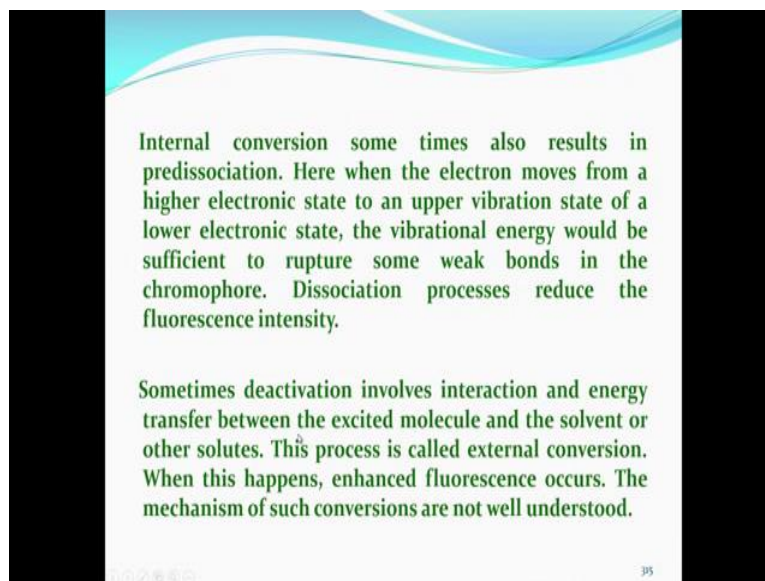 Internal conversion some times also results in
predissociation. Here when the electron moves from a
higher electronic state to an upper vibration state of a
lower electronic state, the vibrational energy would be
sufficient to rupture some weak bonds in the
chromophore. Dissociation processes reduce the
fluorescence intensity.
Sometimes deactivation involves interaction and energy
transfer between the excited molecule and the solvent or
other solutes. This process is called external conversion.
When this happens, enhanced fluorescence occurs. The
mechanism of such conversions are not well understood.
315